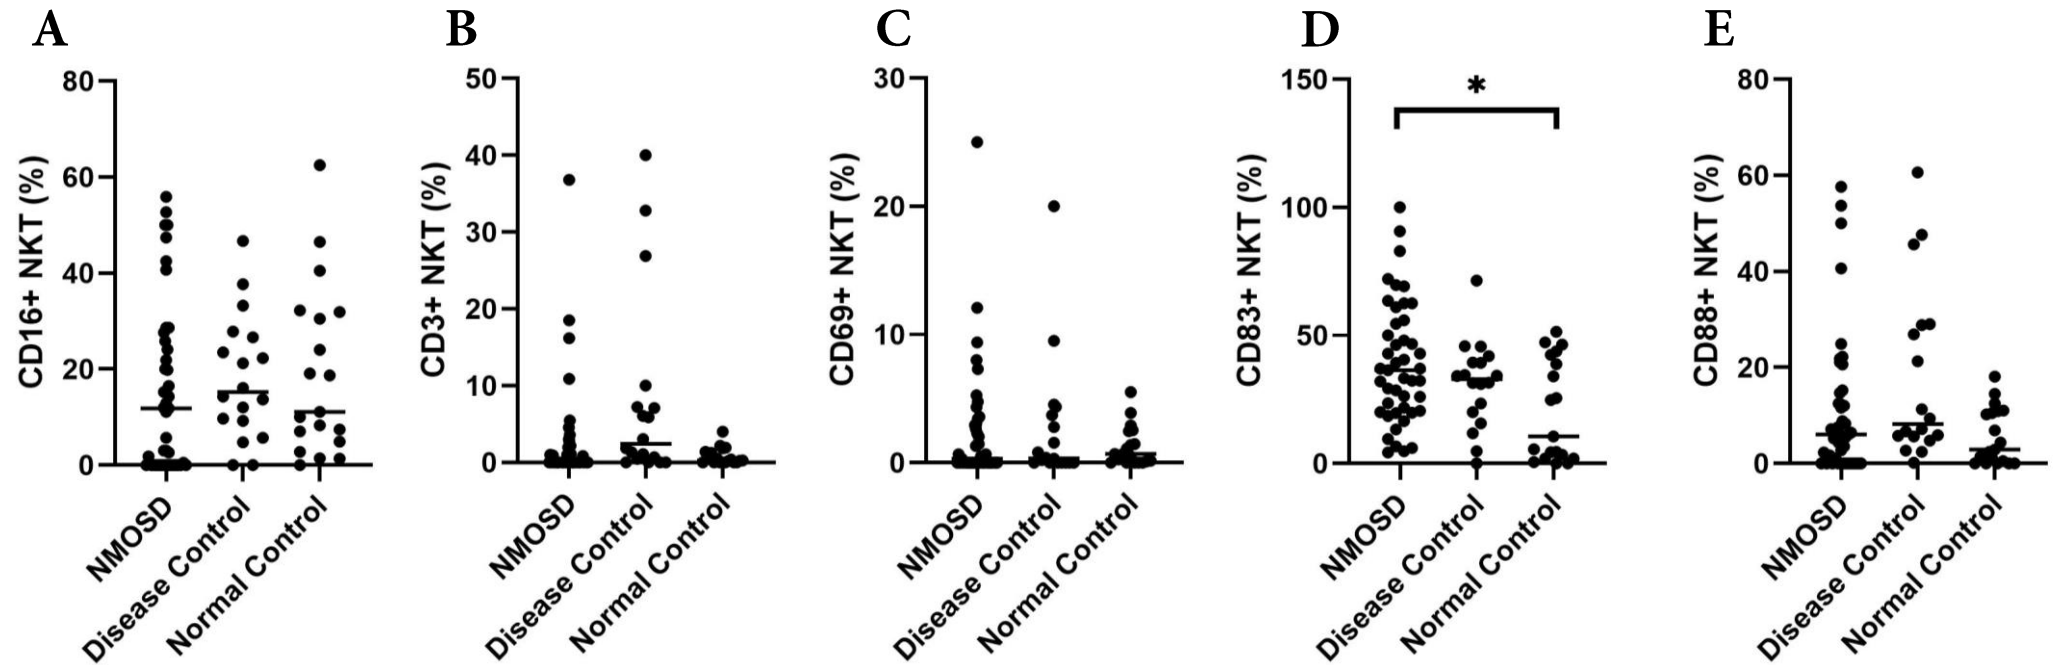 A
CD16+ NKT (%)
80
60
40
20
0
NMOSD
Disease Control
Normal Control
B
CD3+ NKT (%)
50
40
30
20
10
0
NMOSD
Disease Control
Normal Control
C
CD69+ NKT (%)
30
20
10
0
NMOSD
Disease Control
Normal Control
D
CD83+ NKT (%)
150
100
50
0
*
NMOSD
Disease Control
Normal Control
E
CD88+ NKT (%)
80
60
40
20
0
NMOSD
Disease Control
Normal Control